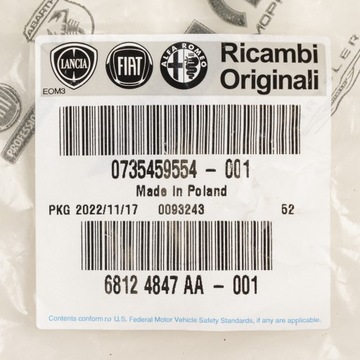 LANCIA FIAT ALFA ROMEO Ricambi
Originali
EOM3
0735459554 - 001
Made in Poland
PKG 2022/11/17 0093243 52
6812 4847 AA - 001
Contents conform to U.S. Federal Motor Vehicle Safety Standards, if any are applicable.
PROFESSIONAL